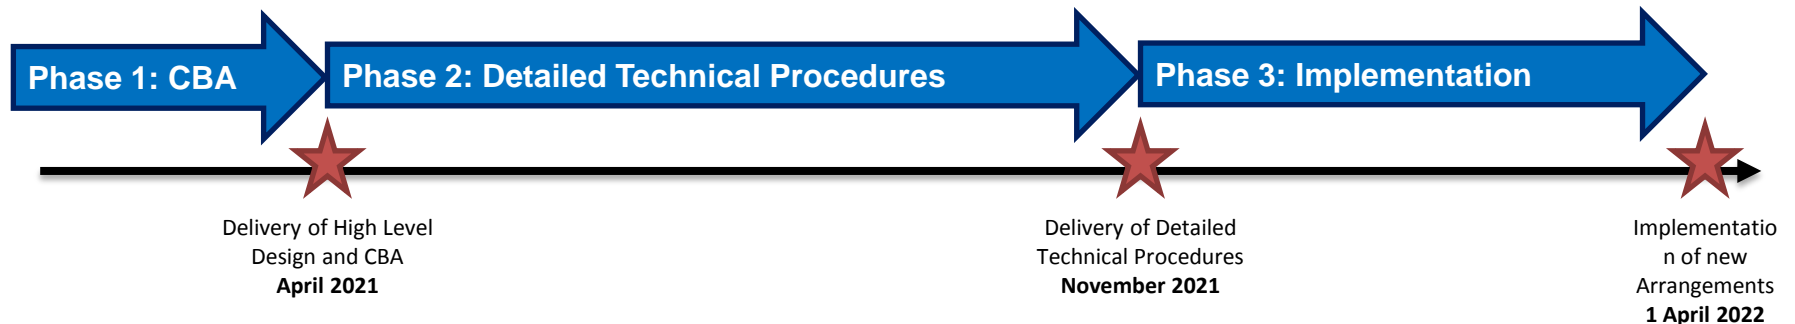 Phase 1: CBA
Phase 2: Detailed Technical Procedures
Phase 3: Implementation
Delivery of High Level
Design and CBA
April 2021
Delivery of Detailed
Technical Procedures
November 2021
Implementatio
n of new
Arrangements
1 April 2022